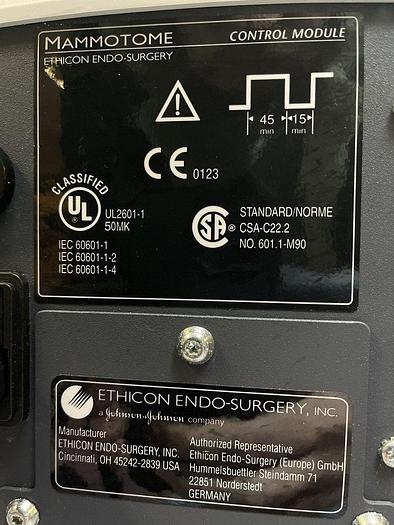 MAMMOTOME CONTROL MODULE
ETHICON ENDO-SURGERY
45 15
min min
CE 0123
CLASSIFIED
UL® UL2601-1
50MK
IEC 60601-1
IEC 60601-1-2
IEC 60601-1-4
SA® STANDARD/NORME
CSA-C22.2
NO. 601.1-M90
ETHICON ENDO-SURGERY, INC.
a Johnson & Johnson company
Manufacturer
ETHICON ENDO-SURGERY, INC.
Cincinnati, OH 45242-2839 USA
Authorized Representative
Ethicon Endo-Surgery (Europe) GmbH
Hummelsbuettler Steindamm 71
22851 Norderstedt
GERMANY